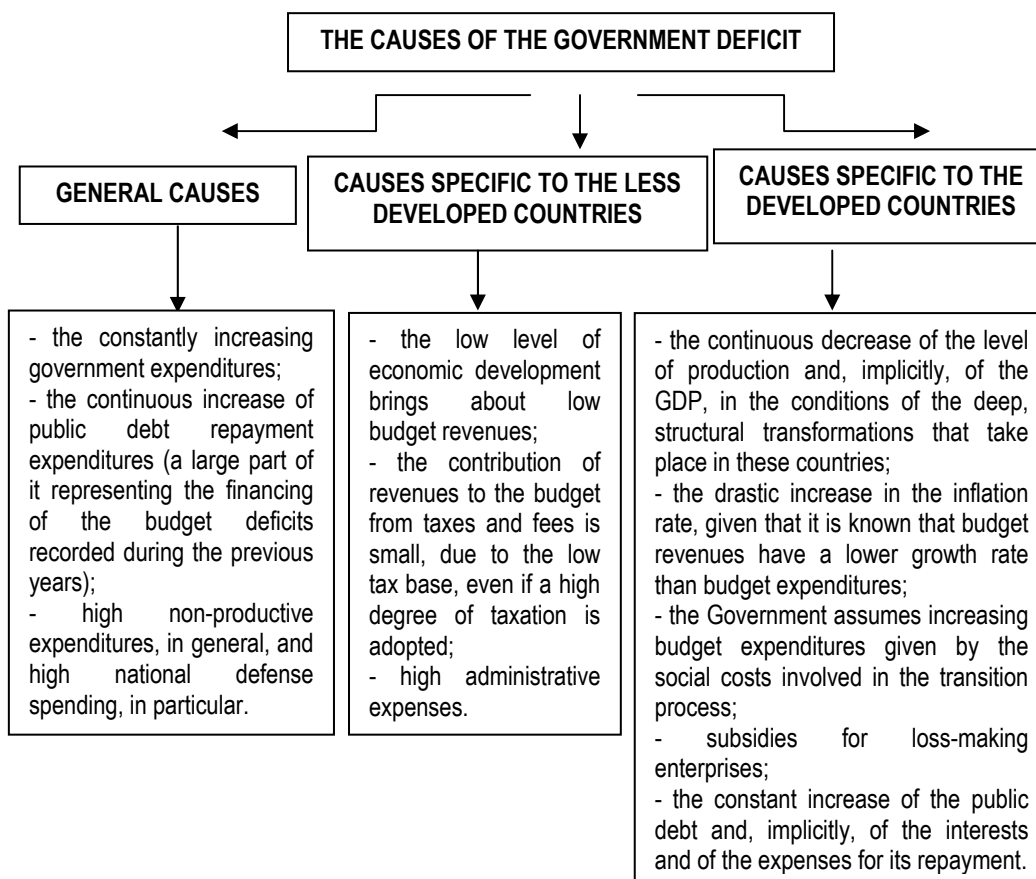 THE CAUSES OF THE GOVERNMENT DEFICIT
GENERAL CAUSES
CAUSES SPECIFIC TO THE LESS
DEVELOPED COUNTRIES
CAUSES SPECIFIC TO THE
DEVELOPED COUNTRIES
- the constantly increasing
government expenditures;
- the continuous increase of
public debt repayment
expenditures (a large part of
it representing the financing
of the budget deficits
recorded during the previous
years);
- high non-productive
expenditures, in general, and
high national defense
spending, in particular.
- the low level of
economic development
brings about low
budget revenues;
- the contribution of
revenues to the budget
from taxes and fees is
small, due to the low
tax base, even if a high
degree of taxation is
adopted;
- high administrative
expenses.
- the continuous decrease of the level
of production and, implicitly, of the
GDP, in the conditions of the deep,
structural transformations that take
place in these countries;
- the drastic increase in the inflation
rate, given that it is known that budget
revenues have a lower growth rate
than budget expenditures;
- the Government assumes increasing
budget expenditures given by the
social costs involved in the transition
process;
- subsidies for loss-making
enterprises;
- the constant increase of the public
debt and, implicitly, of the interests
and of the expenses for its repayment.